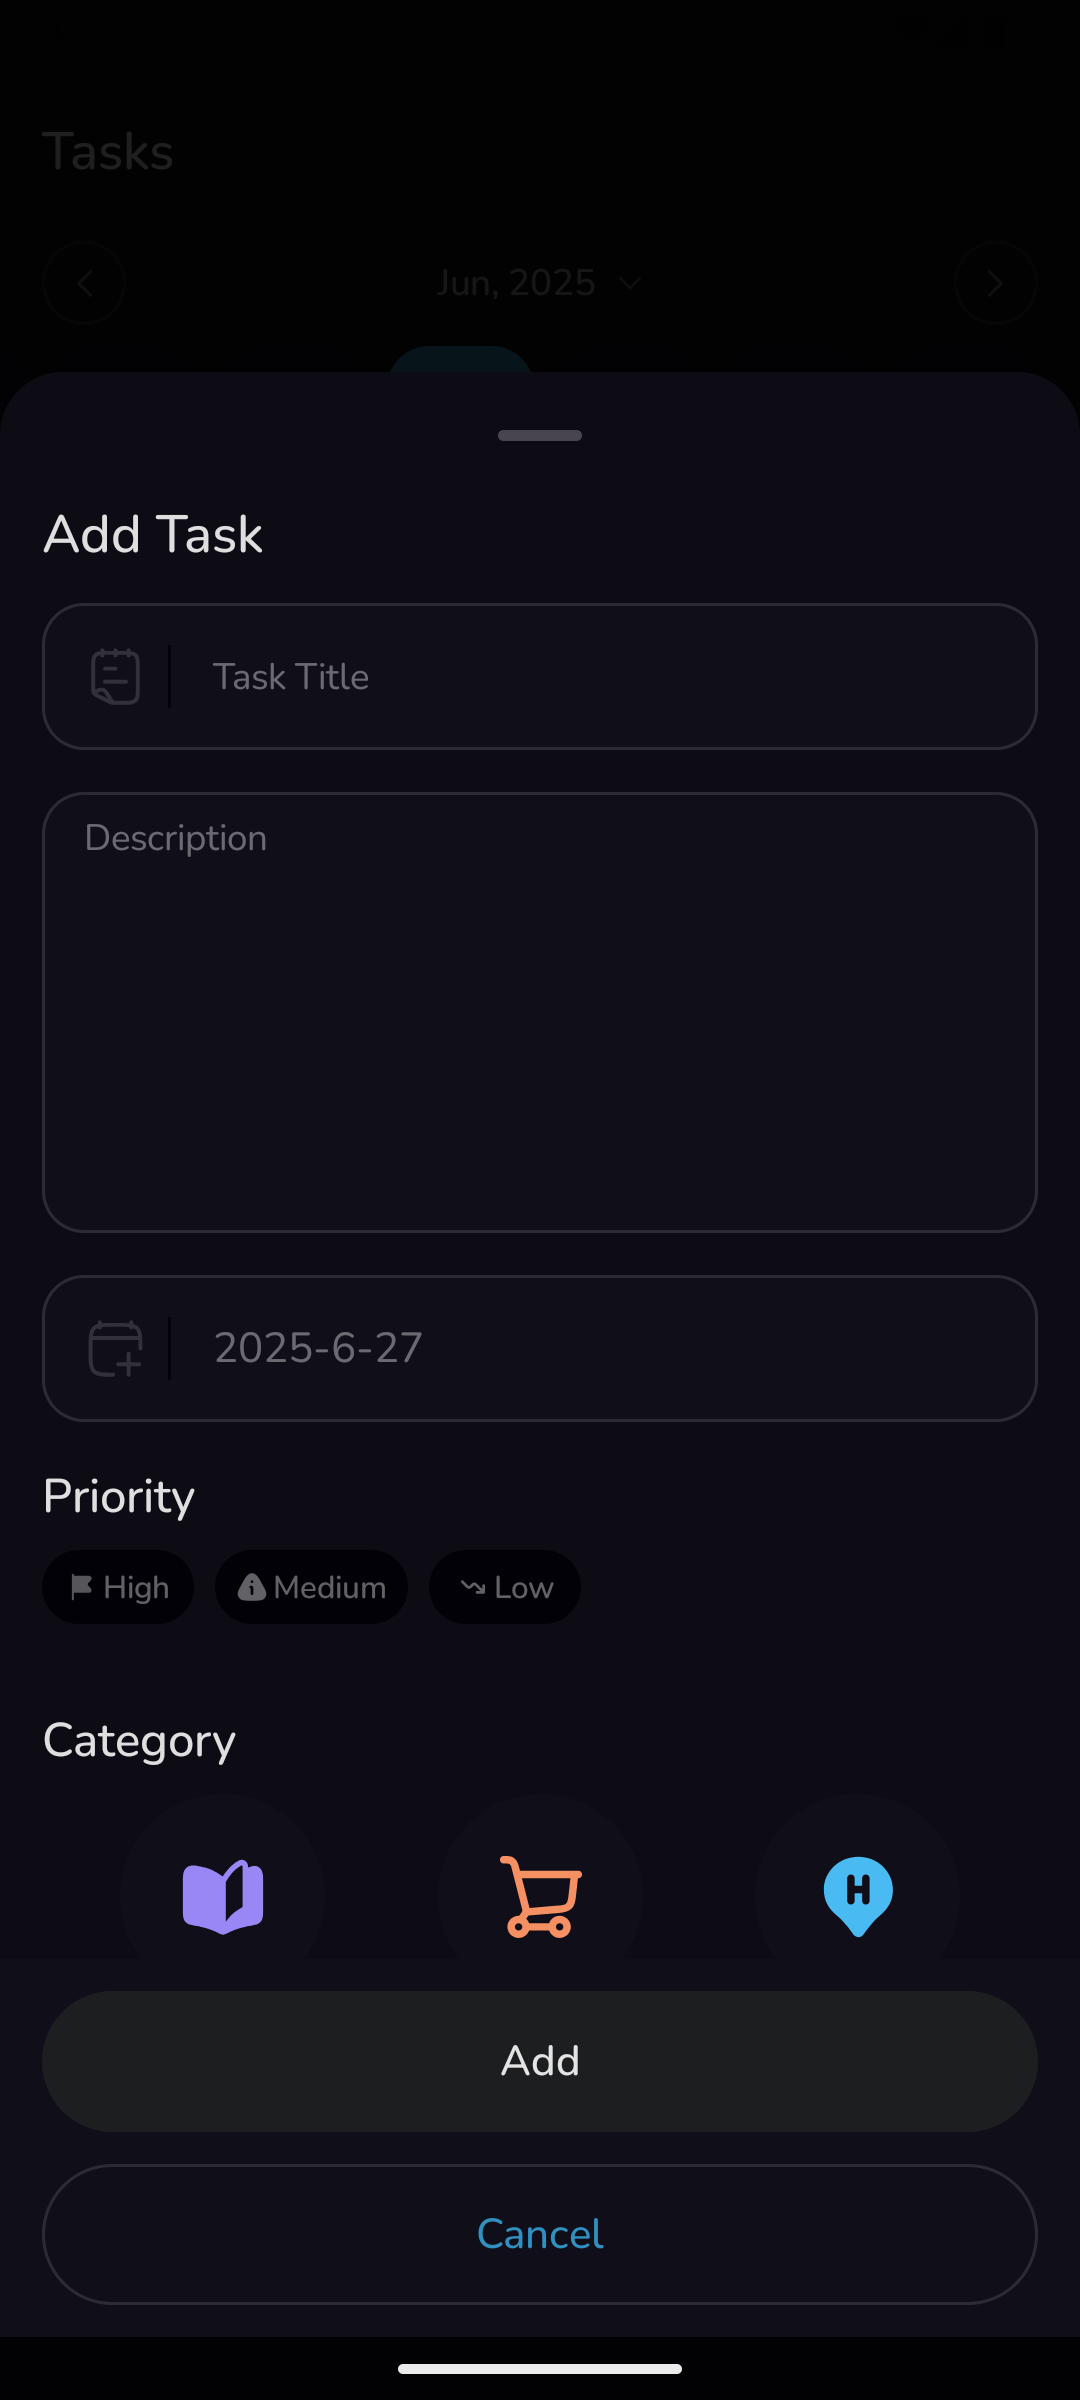 Tasks
Jun, 2025
Add Task
Task Title
Description
2025-6-27
Priority
High
Medium
Low
Category
H
Add
Cancel